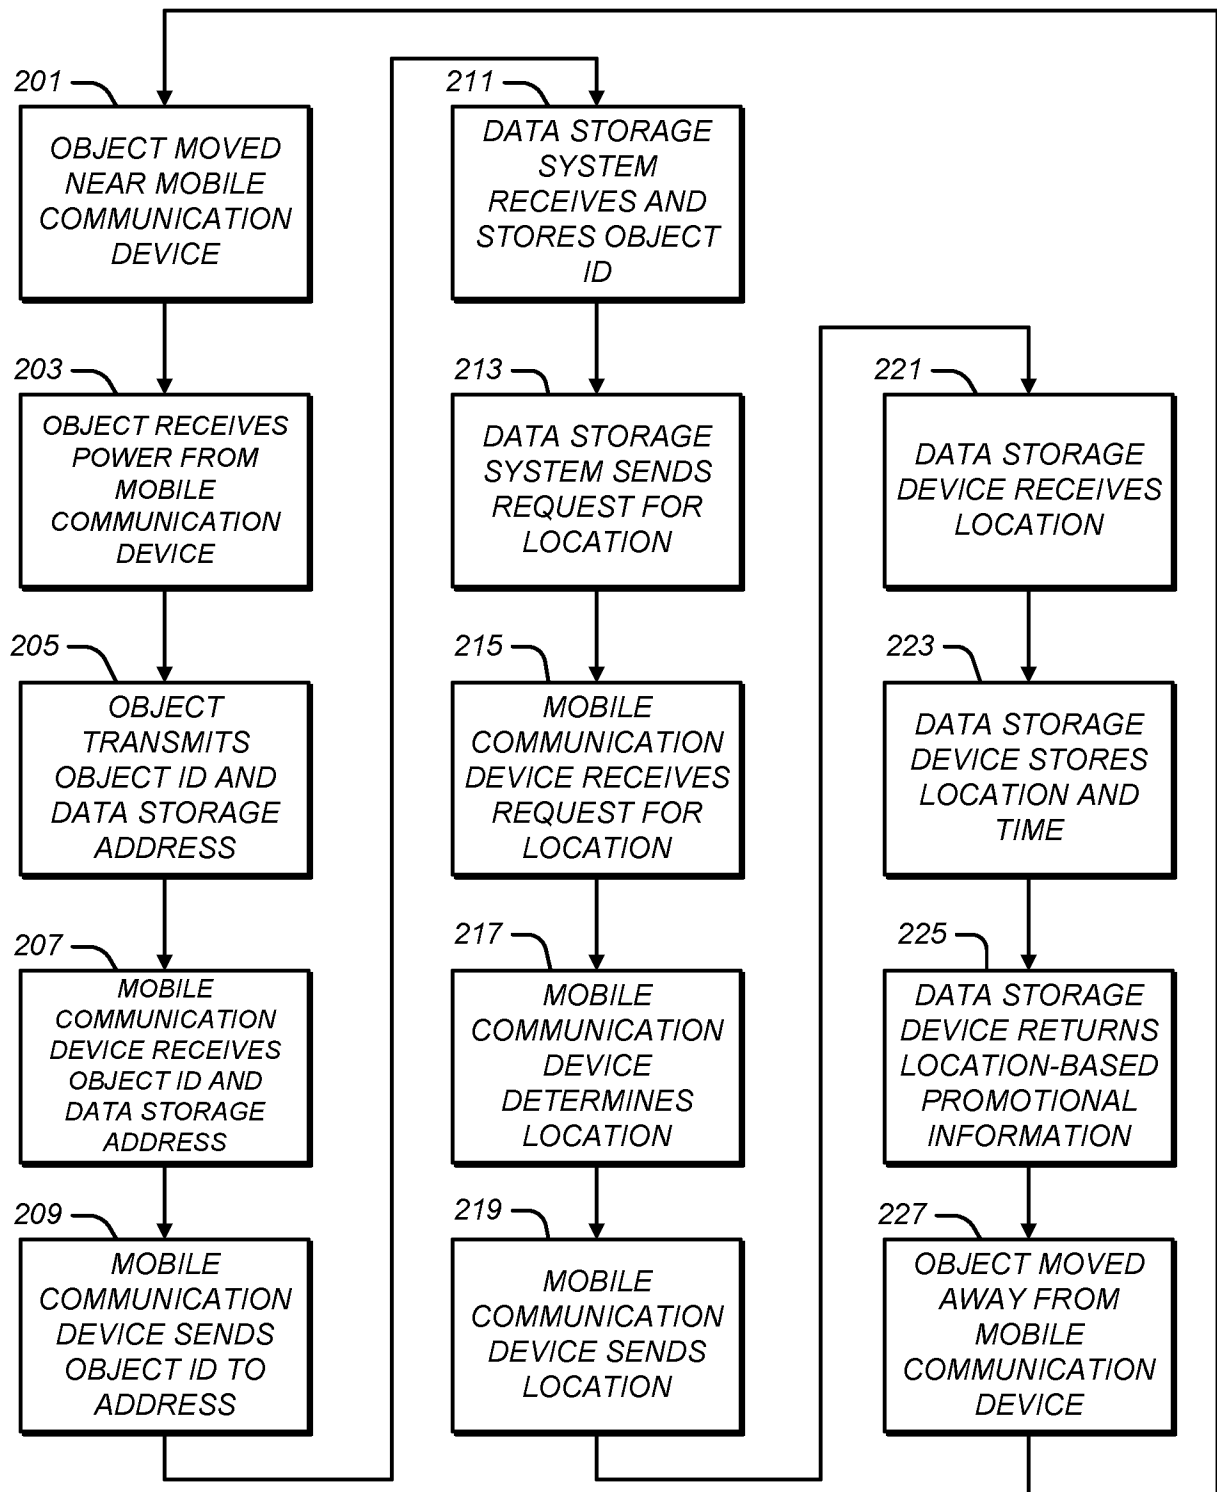 201
OBJECT MOVED
NEAR MOBILE
COMMUNICATION
DEVICE
203
OBJECT RECEIVES
POWER FROM
MOBILE
COMMUNICATION
DEVICE
205
OBJECT
TRANSMITS
OBJECT ID AND
DATA STORAGE
ADDRESS
207
MOBILE
COMMUNICATION
DEVICE RECEIVES
OBJECT ID AND
DATA STORAGE
ADDRESS
209
MOBILE
COMMUNICATION
DEVICE SENDS
OBJECT ID TO
ADDRESS
211
DATA STORAGE
SYSTEM
RECEIVES AND
STORES OBJECT
ID
213
DATA STORAGE
SYSTEM SENDS
REQUEST FOR
LOCATION
215
MOBILE
COMMUNICATION
DEVICE RECEIVES
REQUEST FOR
LOCATION
217
MOBILE
COMMUNICATION
DEVICE
DETERMINES
LOCATION
219
MOBILE
COMMUNICATION
DEVICE SENDS
LOCATION
221
DATA STORAGE
DEVICE RECEIVES
LOCATION
223
DATA STORAGE
DEVICE STORES
LOCATION AND
TIME
225
DATA STORAGE
DEVICE RETURNS
LOCATION-BASED
PROMOTIONAL
INFORMATION
227
OBJECT MOVED
AWAY FROM
MOBILE
COMMUNICATION
DEVICE